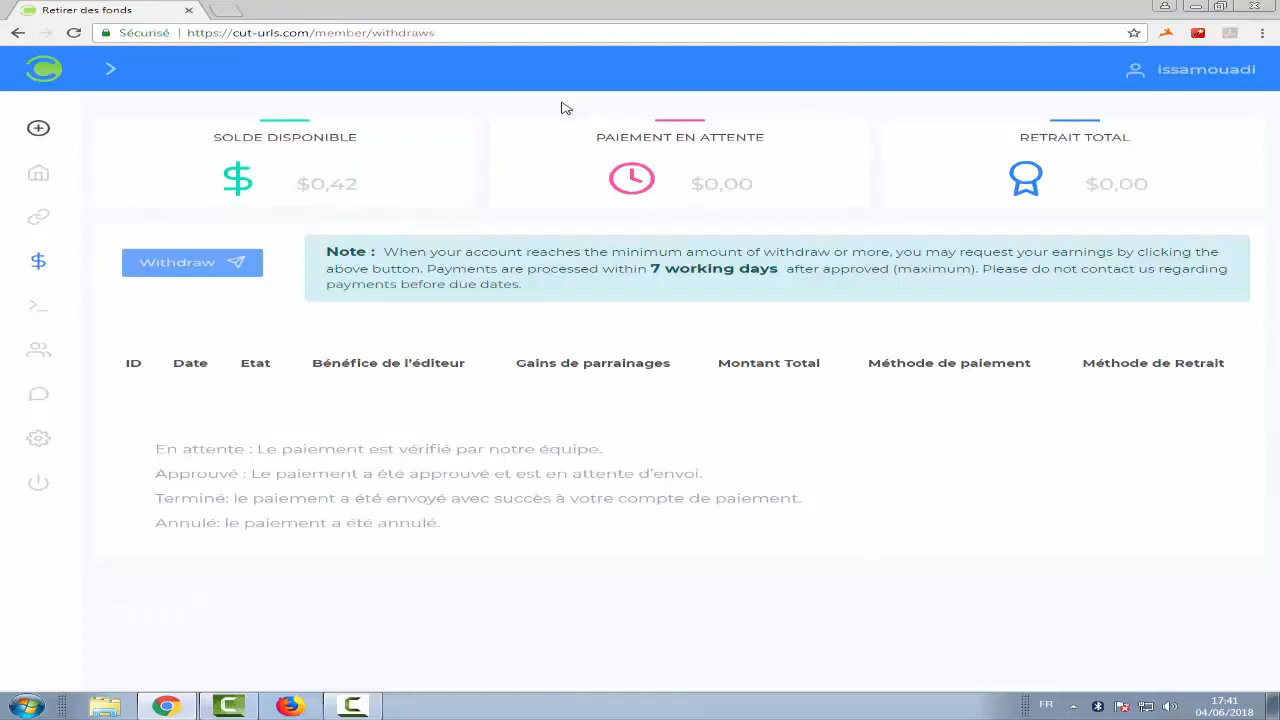 Retirer des fonds
Sécurisé
https://cut-urls.com/member/withdraws
issamouadi
SOLDE DISPONIBLE
$0,42
PAIEMENT EN ATTENTE
$0,00
RETRAIT TOTAL
$0,00
Withdraw
Note : When your account reaches the minimum amount of withdraw or more, you may request your earnings by clicking the
above button. Payments are processed within 7 working days after approved (maximum). Please do not contact us regarding
payments before due dates.
ID Date Etat Bénéfice de l'éditeur Gains de parrainages Montant Total Méthode de paiement Méthode de Retrait
En attente : Le paiement est vérifié par notre équipe.
Approuvé : Le paiement a été approuvé et est en attente d'envoi.
Terminé: le paiement a été envoyé avec succès à votre compte de paiement.
Annulé: le paiement a été annulé.
FR
17:41
04/06/2018